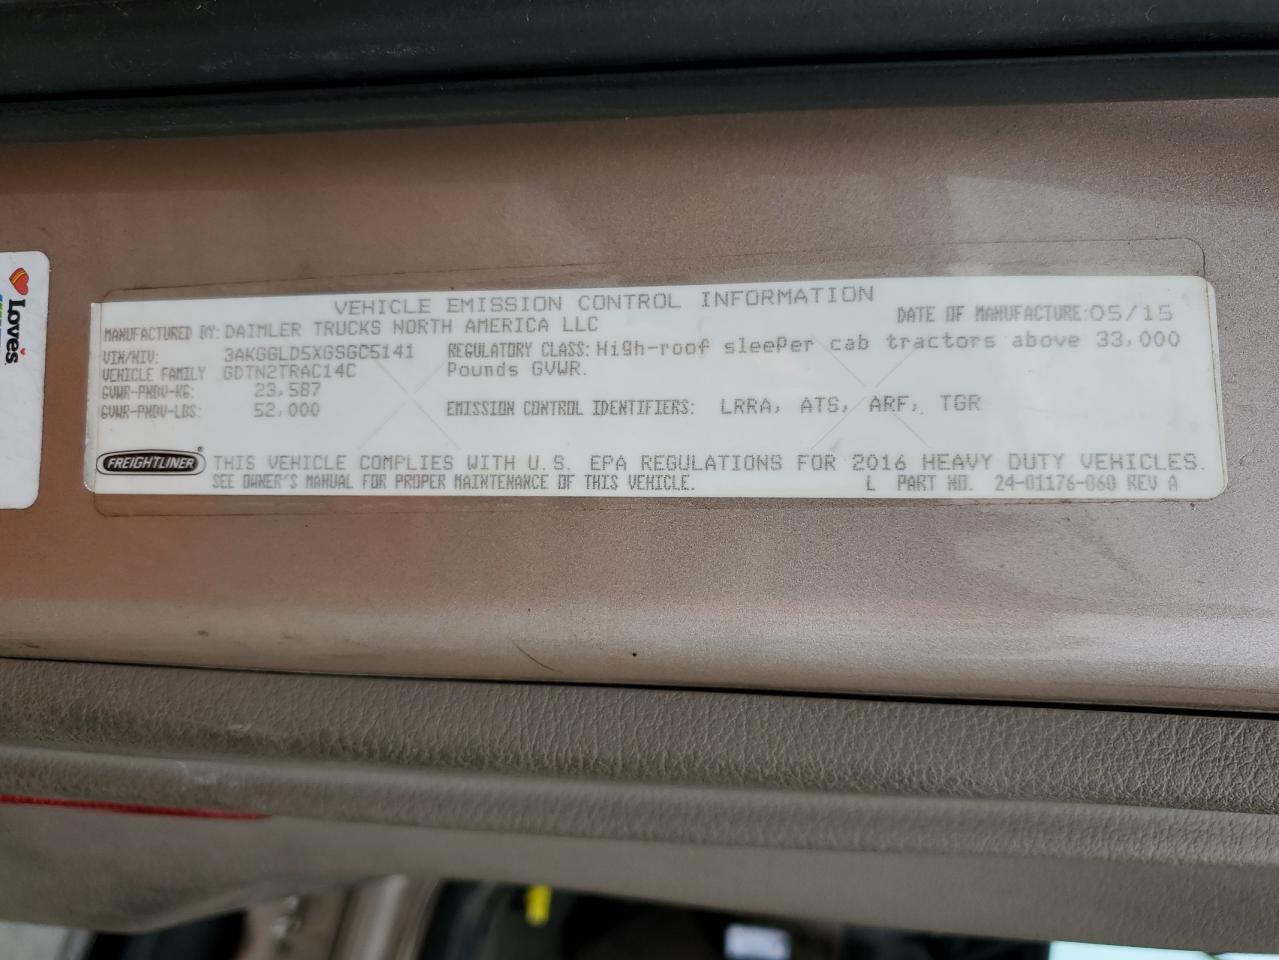 VEHICLE EMISSION CONTROL INFORMATION
MANUFACTURED BY: DAIMLER TRUCKS NORTH AMERICA LLC DATE OF MANUFACTURE: 05/15
VIN/NIV: 3AKGGLD5XGSGC5141 REGULATORY CLASS: High-roof sleeper cab tractors above 33,000
VEHICLE FAMILY GDTN2TRAC14C Pounds GVWR.
GVWR-PNDV-KG: 23,587
GVWR-PNDV-LBS: 52,000 EMISSION CONTROL IDENTIFIERS: LRRA, ATS, ARF, TGR
FREIGHTLINER® THIS VEHICLE COMPLIES WITH U.S. EPA REGULATIONS FOR 2016 HEAVY DUTY VEHICLES.
SEE OWNER'S MANUAL FOR PROPER MAINTENANCE OF THIS VEHICLE. L PART NO. 24-01176-060 REV A
Love's